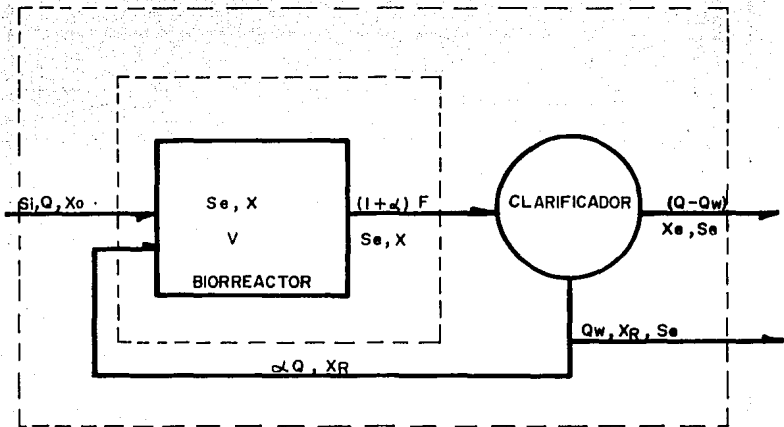 Si,Q,Xo
Se, X
V
BIORREACTOR
(1+α) F
Se, X
CLARIFICADOR
(Q-Qw)
Xe, Se
Qw, XR, Se
αQ, XR